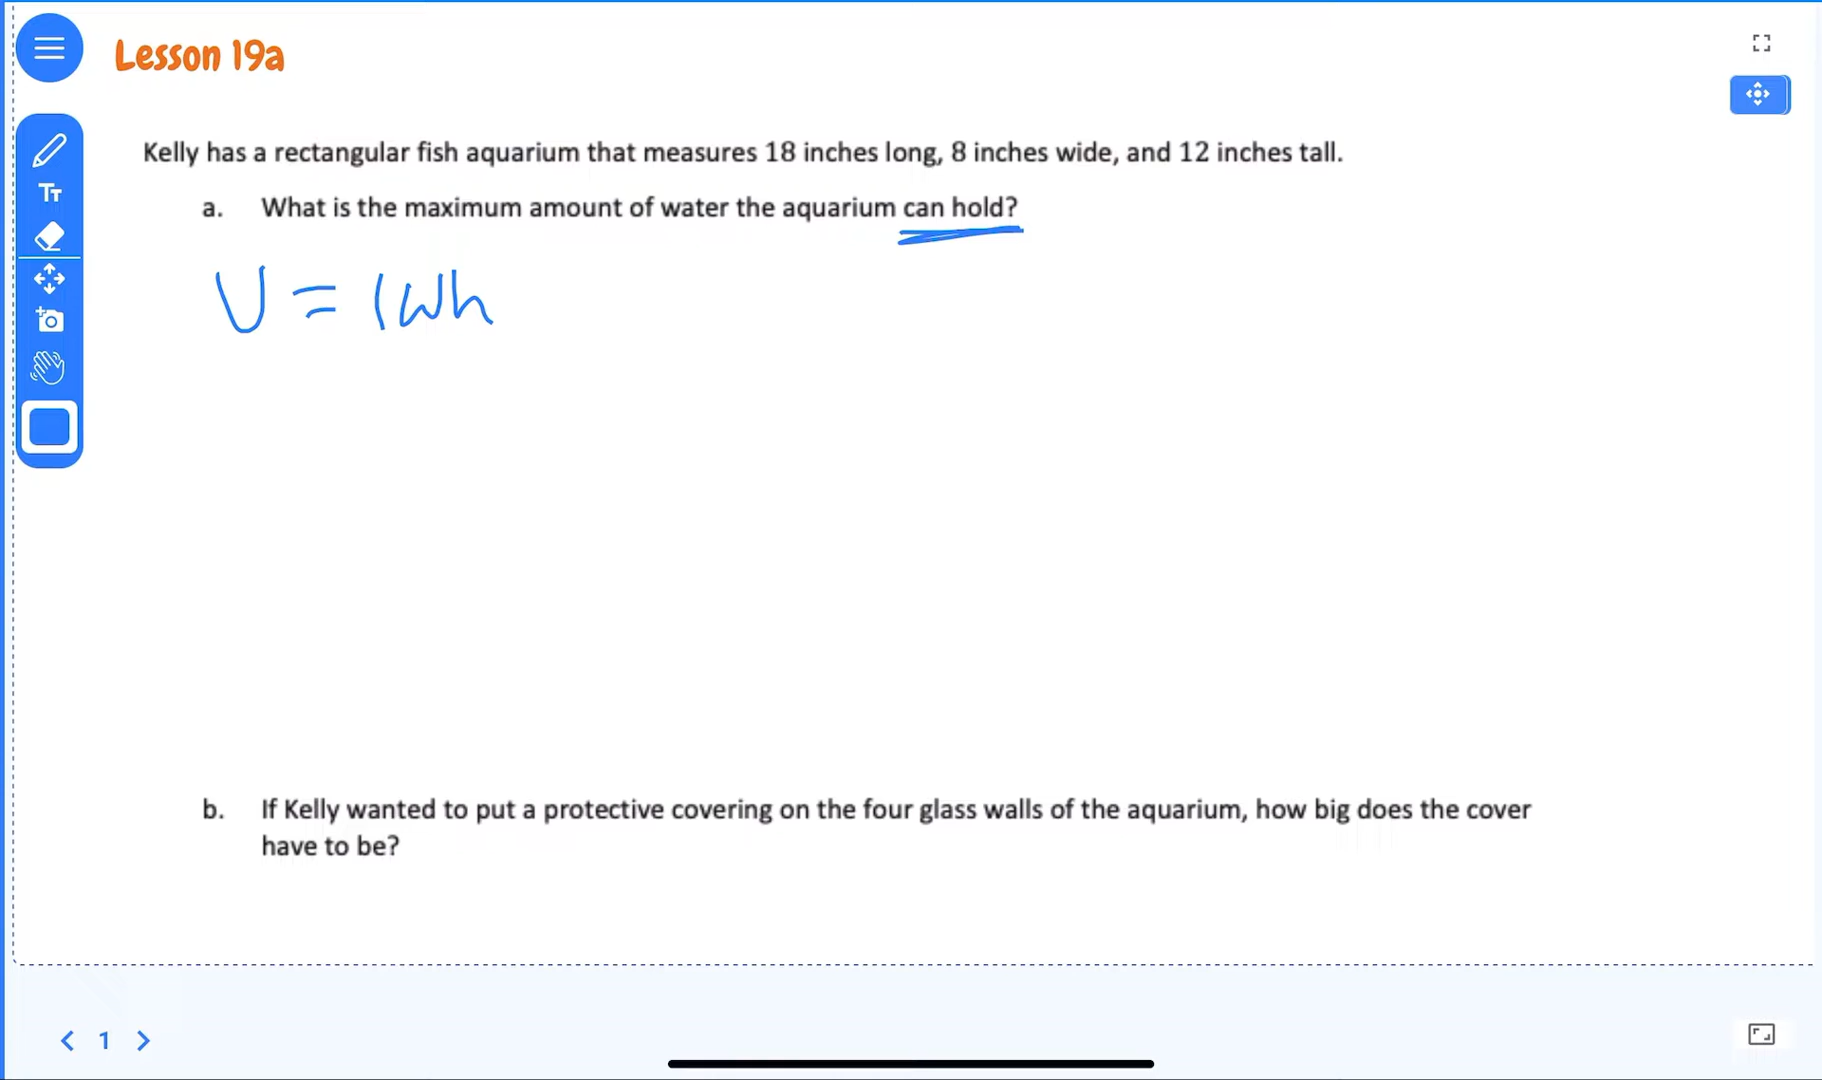 Lesson 19a
Kelly has a rectangular fish aquarium that measures 18 inches long, 8 inches wide, and 12 inches tall.
a. What is the maximum amount of water the aquarium can hold?
V = lwh
b. If Kelly wanted to put a protective covering on the four glass walls of the aquarium, how big does the cover
have to be?
TT
1